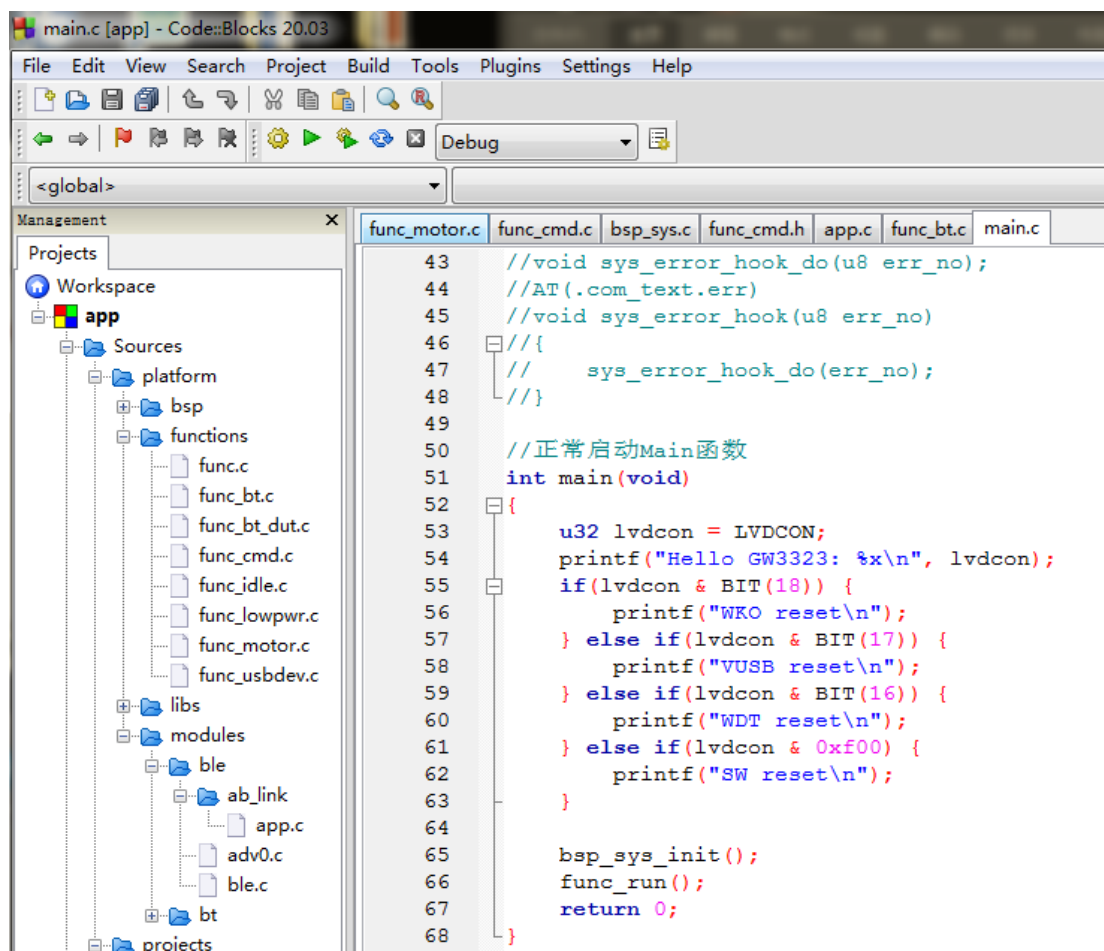 main.c [app] - Code::Blocks 20.03
File Edit View Search Project Build Tools Plugins Settings Help
Debug
<global>
Management
Projects
Workspace
app
Sources
platform
bsp
functions
func.c
func_bt.c
func_bt_dut.c
func_cmd.c
func_idle.c
func_lowpwr.c
func_motor.c
func_usbdev.c
libs
modules
ble
ab_link
app.c
adv0.c
ble.c
bt
projects
func_motor.c func_cmd.c bsp_sys.c func_cmd.h app.c func_bt.c main.c
43 //void sys_error_hook_do(u8 err_no);
44 //AT(.com_text.err)
45 //void sys_error_hook(u8 err_no)
46 //{
47 //    sys_error_hook_do(err_no);
48 //}
49
50 //正常启动Main函数
51 int main(void)
52 {
53     u32 lvdcon = LVDCON;
54     printf("Hello GW3323: %x\n", lvdcon);
55     if(lvdcon & BIT(18)) {
56         printf("WKO reset\n");
57     } else if(lvdcon & BIT(17)) {
58         printf("VUSB reset\n");
59     } else if(lvdcon & BIT(16)) {
60         printf("WDT reset\n");
61     } else if(lvdcon & 0xf00) {
62         printf("SW reset\n");
63     }
64
65     bsp_sys_init();
66     func_run();
67     return 0;
68 }